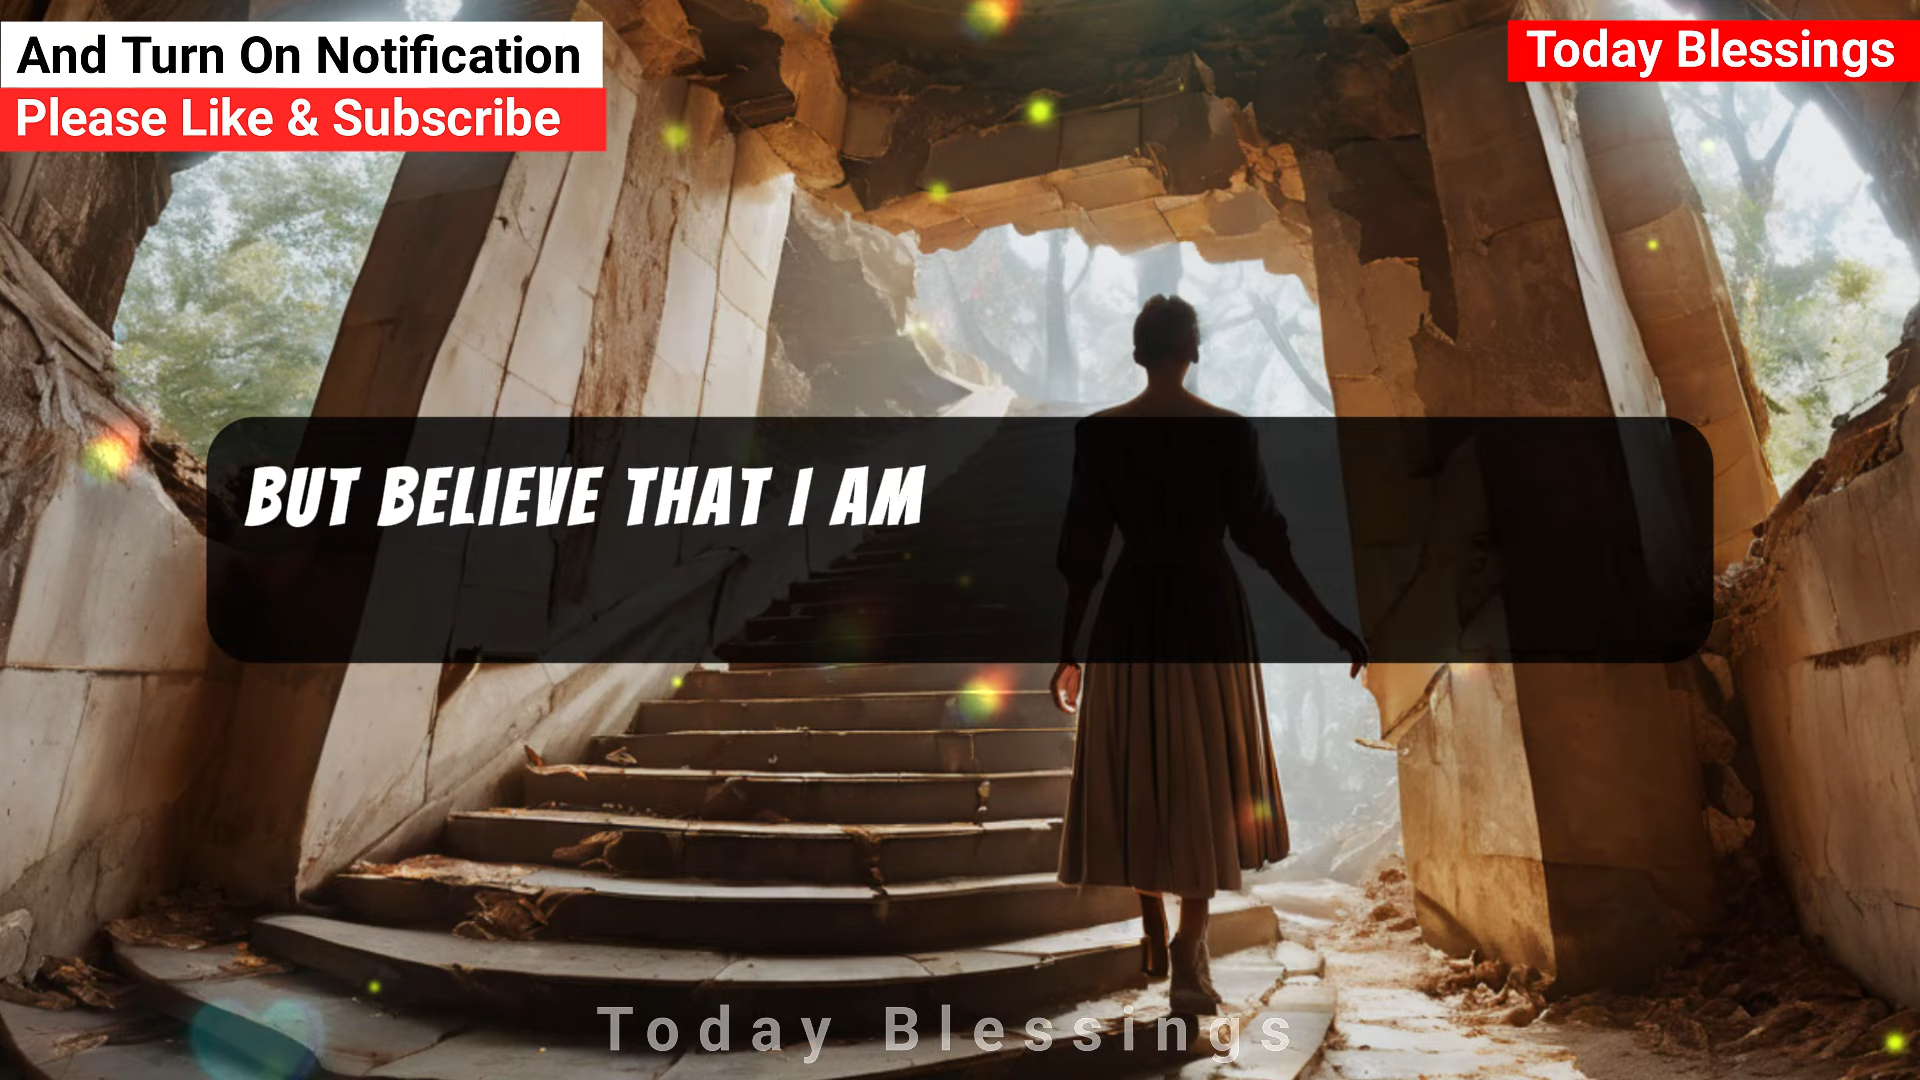 And Turn On Notification
Please Like & Subscribe
Today Blessings
BUT BELIEVE THAT I AM
Today Blessings